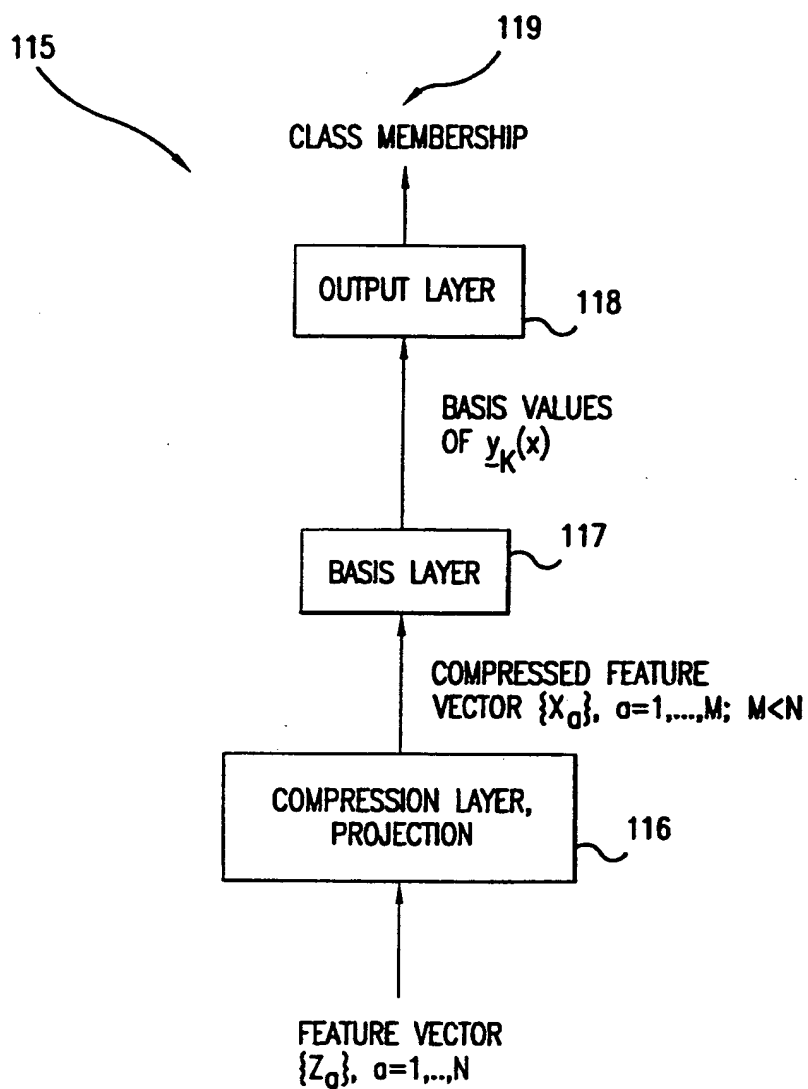 115
119
CLASS MEMBERSHIP
OUTPUT LAYER
118
BASIS VALUES
OF y_K(x)
117
BASIS LAYER
COMPRESSED FEATURE
VECTOR {X_a}, a=1,...,M; M<N
COMPRESSION LAYER,
PROJECTION
116
FEATURE VECTOR
{Z_a}, a=1,..,N